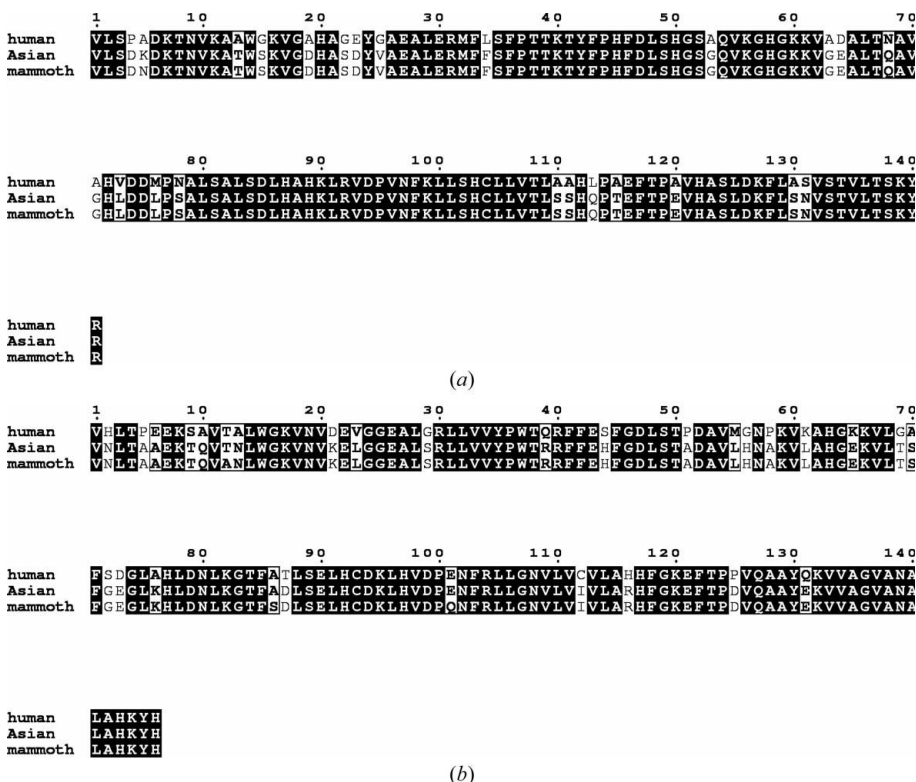 1 10 20 30 40 50 60 70
human VLSPADKTNVKAAWGKVGAHAGEYGAEALERMFLSFPTTKTYFPHFDLSHGSAQVKGHGKKVADALTNAV
Asian VLSDKDKTNVKATWSKVGDHASDYVAEALERMFFSFPTTKTYFPHFDLSHGSGQVKGHGKKVGEALTQAV
mammoth VLSDNDKTNVKATWSKVGDHASDYVAEALERMFFSFPTTKTYFPHFDLSHGSGQVKGHGKKVGEALTQAV
80 90 100 110 120 130 140
human AHVDDMPNALSALSDLHAHKLRVDPVNFKLLSHCLLVTLAAHLPAEFTPAVHASLDKFLASVSTVLTSKY
Asian GHLDDLPSALSALSDLHAHKLRVDPVNFKLLSHCLLVTLSSHQPTEFTPEVHASLDKFLSNVSTVLTSKY
mammoth GHLDDLPSALSALSDLHAHKLRVDPVNFKLLSHCLLVTLSSHQPTEFTPEVHASLDKFLSNVSTVLTSKY
human R
Asian R
mammoth R
(a)
1 10 20 30 40 50 60 70
human VHLTPEEKSAVTALWGKVNVDEVGGEALGRLLVVYPWTQRFFESFGDLSTPDAVMGNPKVKAHGKKVLGA
Asian VNLTAAEKTQVTNLWGKVNVKELGGEALSRLLVVYPWTRRFFEHFGDLSTADAVLHNAKVLAHGEKVLTS
mammoth VNLTAAEKTQVANLWGKVNVKELGGEALSRLLVVYPWTRRFFEHFGDLSTADAVLHNAKVLAHGEKVLTS
80 90 100 110 120 130 140
human FSDGLAHLDNLKGTFATLSELHCDKLHVDPENFRLLGNVLVCVLAHHFGKEFTPPVQAAYQKVVAGVANA
Asian FGEGLKHLDNLKGTFADLSELHCDKLHVDPENFRLLGNVLVIVLARHFGKEFTPDVQAAYEKVVAGVANA
mammoth FGEGLKHLDNLKGTFSDLSELHCDKLHVDPQNFRLLGNVLVIVLARHFGKEFTPDVQAAYEKVVAGVANA
human LAHKYH
Asian LAHKYH
mammoth LAHKYH
(b)